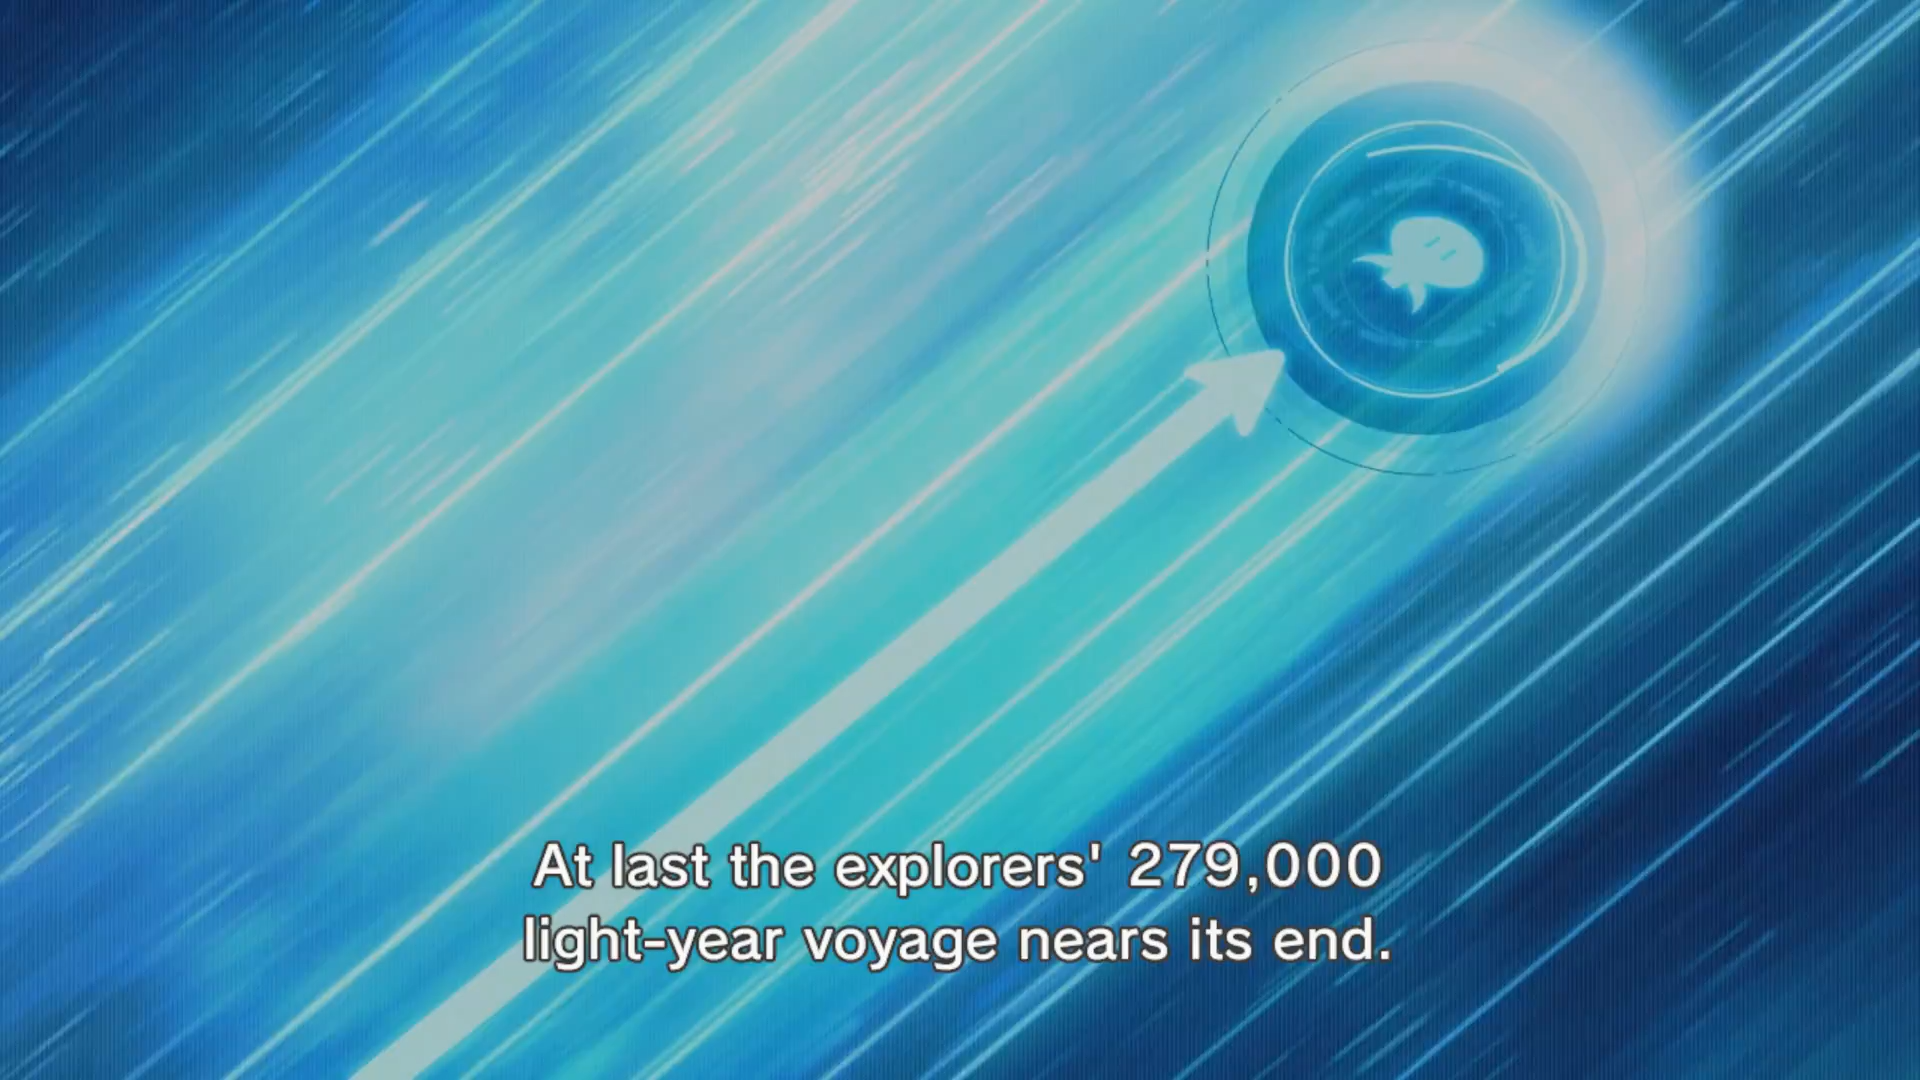 At last the explorers' 279,000
light-year voyage nears its end.